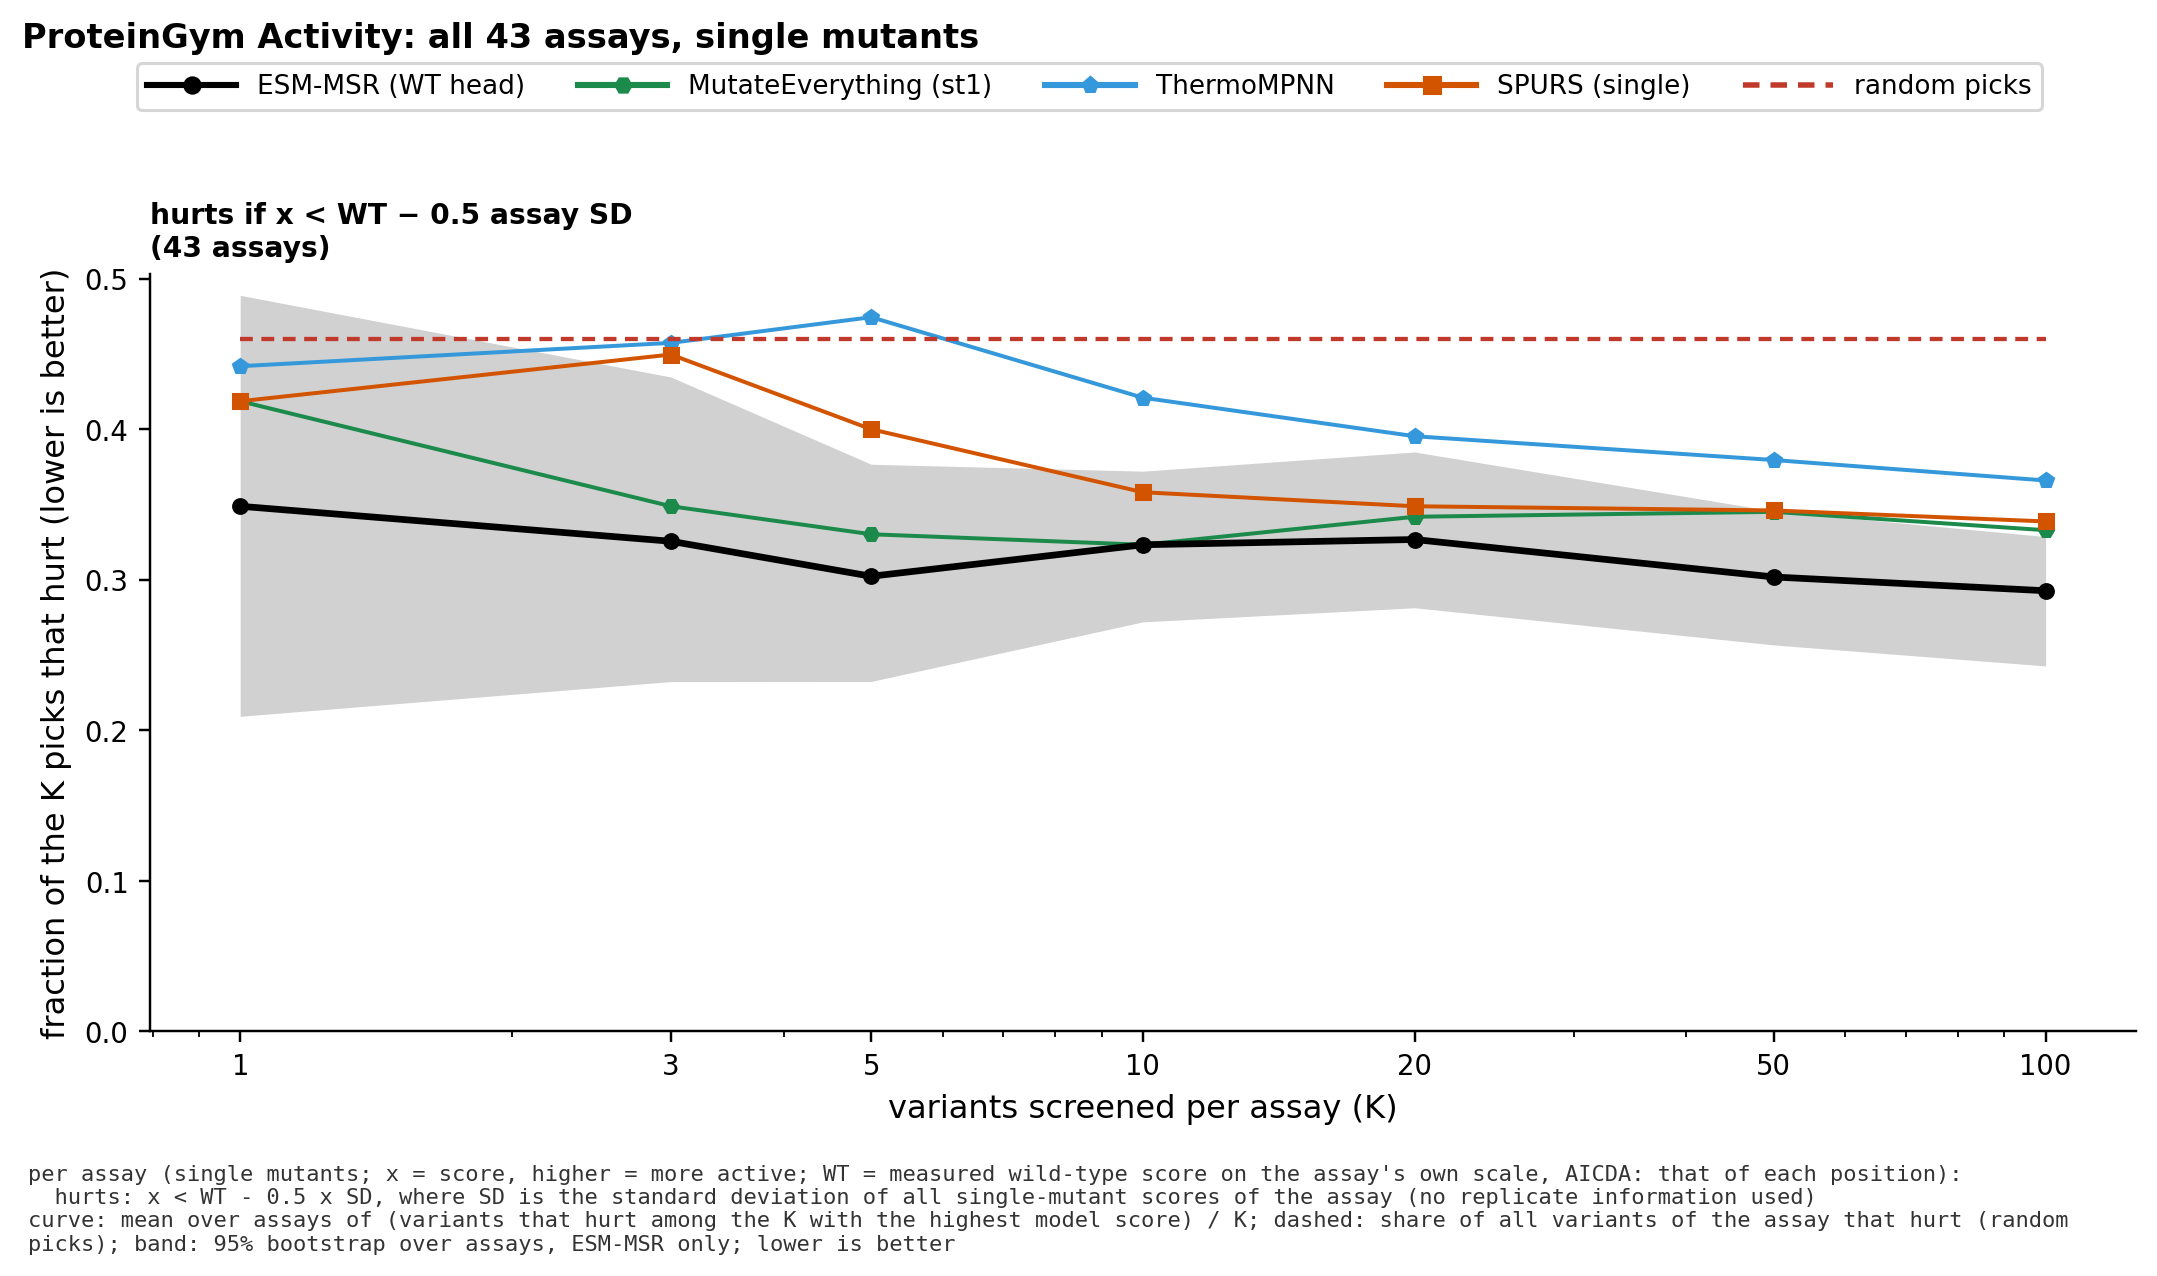 ProteinGym Activity: all 43 assays, single mutants
ESM-MSR (WT head)
MutateEverything (st1)
ThermoMPNN
SPURS (single)
random picks
hurts if x < WT − 0.5 assay SD
(43 assays)
fraction of the K picks that hurt (lower is better)
0.5
0.4
0.3
0.2
0.1
0.0
1
3
5
10
20
50
100
variants screened per assay (K)
per assay (single mutants; x = score, higher = more active; WT = measured wild-type score on the assay's own scale, AICDA: that of each position):
hurts: x < WT - 0.5 x SD, where SD is the standard deviation of all single-mutant scores of the assay (no replicate information used)
curve: mean over assays of (variants that hurt among the K with the highest model score) / K; dashed: share of all variants of the assay that hurt (random
picks); band: 95% bootstrap over assays, ESM-MSR only; lower is better